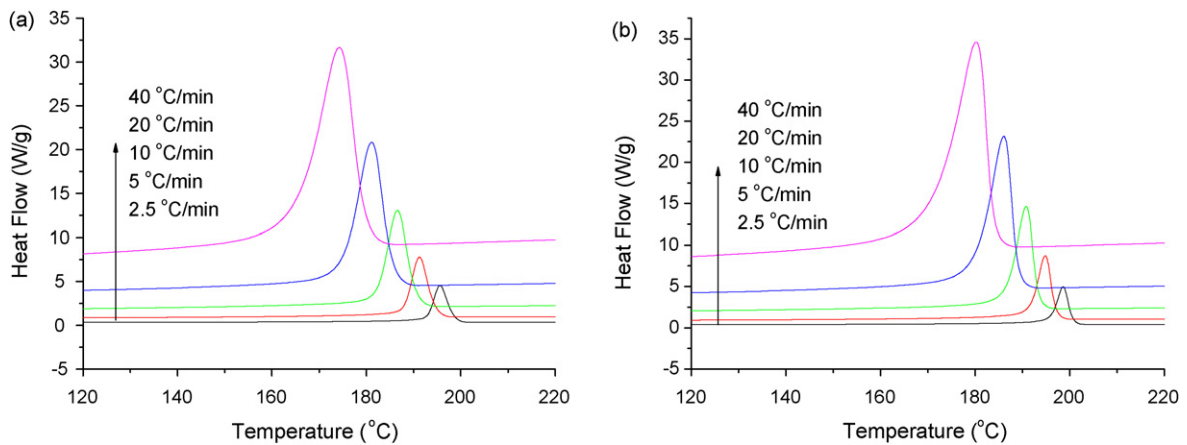 (a)
35
30
25
20
15
10
5
0
-5
Heat Flow (W/g)
40 °C/min
20 °C/min
10 °C/min
5 °C/min
2.5 °C/min
120 140 160 180 200 220
Temperature (°C)
(b)
35
30
25
20
15
10
5
0
-5
Heat Flow (W/g)
40 °C/min
20 °C/min
10 °C/min
5 °C/min
2.5 °C/min
120 140 160 180 200 220
Temperature (°C)